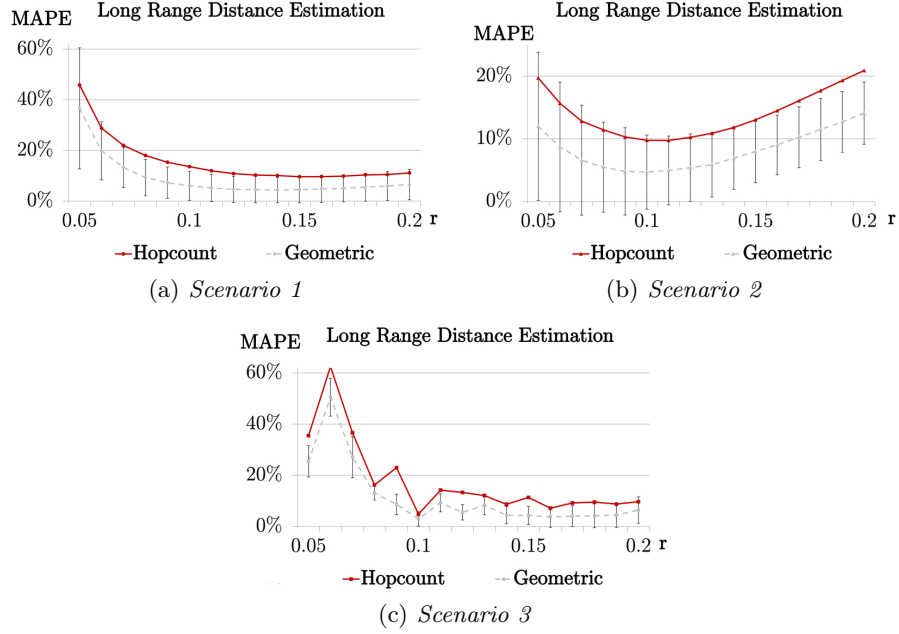 Long Range Distance Estimation
MAPE
60%
40%
20%
0%
0.05 0.1 0.15 0.2 r
Hopcount Geometric
(a) Scenario 1
Long Range Distance Estimation
MAPE
20%
10%
0%
0.05 0.1 0.15 0.2 r
Hopcount Geometric
(b) Scenario 2
Long Range Distance Estimation
MAPE
60%
40%
20%
0%
0.05 0.1 0.15 0.2 r
Hopcount Geometric
(c) Scenario 3